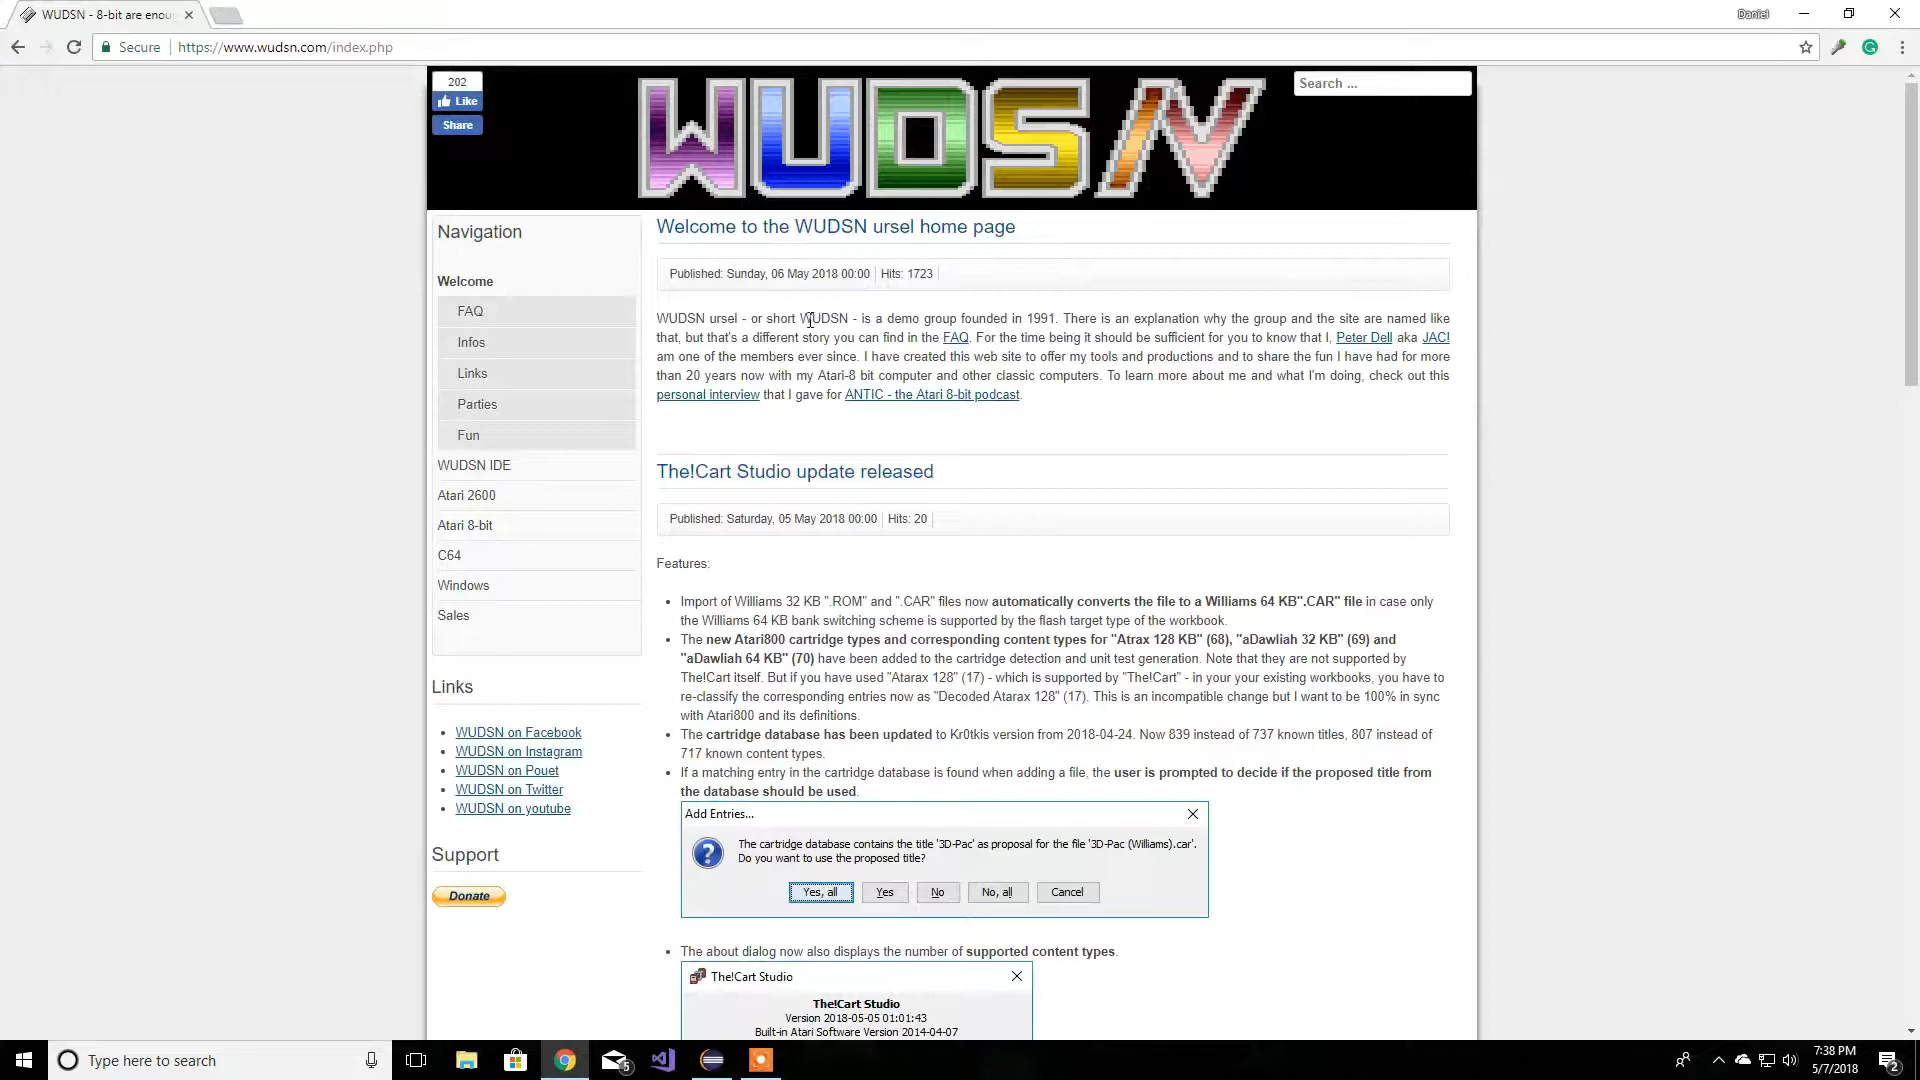 WUDSN - 8-bit are enou
Daniel
Secure
https://www.wudsn.com/index.php
202
Like
Share
WUDSN
Search ...
Navigation
Welcome
FAQ
Infos
Links
Parties
Fun
WUDSN IDE
Atari 2600
Atari 8-bit
C64
Windows
Sales
Links
WUDSN on Facebook
WUDSN on Instagram
WUDSN on Pouet
WUDSN on Twitter
WUDSN on youtube
Support
Donate
Welcome to the WUDSN ursel home page
Published: Sunday, 06 May 2018 00:00 Hits: 1723
WUDSN ursel - or short WUDSN - is a demo group founded in 1991. There is an explanation why the group and the site are named like
that, but that's a different story you can find in the FAQ. For the time being it should be sufficient for you to know that I, Peter Dell aka JAC!
am one of the members ever since. I have created this web site to offer my tools and productions and to share the fun I have had for more
than 20 years now with my Atari-8 bit computer and other classic computers. To learn more about me and what I'm doing, check out this
personal interview that I gave for ANTIC - the Atari 8-bit podcast.
The!Cart Studio update released
Published: Saturday, 05 May 2018 00:00 Hits: 20
Features:
Import of Williams 32 KB ".ROM" and ".CAR" files now automatically converts the file to a Williams 64 KB".CAR" file in case only
the Williams 64 KB bank switching scheme is supported by the flash target type of the workbook.
The new Atari800 cartridge types and corresponding content types for "Atrax 128 KB" (68), "aDawliah 32 KB" (69) and
"aDawliah 64 KB" (70) have been added to the cartridge detection and unit test generation. Note that they are not supported by
The!Cart itself. But if you have used "Atarax 128" (17) - which is supported by "The!Cart" - in your your existing workbooks, you have to
re-classify the corresponding entries now as "Decoded Atarax 128" (17). This is an incompatible change but I want to be 100% in sync
with Atari800 and its definitions.
The cartridge database has been updated to Kr0tkis version from 2018-04-24. Now 839 instead of 737 known titles, 807 instead of
717 known content types.
If a matching entry in the cartridge database is found when adding a file, the user is prompted to decide if the proposed title from
the database should be used.
Add Entries...
The cartridge database contains the title '3D-Pac' as proposal for the file '3D-Pac (Williams).car'.
Do you want to use the proposed title?
Yes, all
Yes
No
No, all
Cancel
The about dialog now also displays the number of supported content types.
The!Cart Studio
The!Cart Studio
Version 2018-05-05 01:01:43
Built-in Atari Software Version 2014-04-07
Type here to search
5
7:38 PM
5/7/2018
2